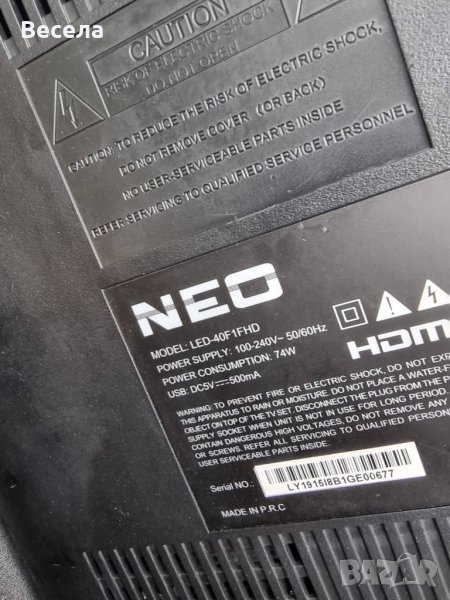 Весела
CAUTION
RISK OF ELECTRIC SHOCK
DO NOT OPEN
CAUTION: TO REDUCE THE RISK OF ELECTRIC SHOCK,
DO NOT REMOVE COVER (OR BACK)
NO USER-SERVICEABLE PARTS INSIDE
REFER SERVICING TO QUALIFIED SERVICE PERSONNEL
NEO
MODEL: LED-40F1FHD
POWER SUPPLY: 100-240V~ 50/60Hz
POWER CONSUMPTION: 74W
USB: DC5V⎓500mA
HDM
WARNING: TO PREVENT FIRE OR ELECTRIC SHOCK, DO NOT EX
THIS APPARATUS TO RAIN OR MOISTURE. DO NOT PLACE A WATER-F
OBJECT ON TOP OF THE TV SET. DISCONNECT THE PLUG FROM THE P
SUPPLY SOCKET WHEN UNIT IS NOT IN USE FOR LONG PERIOD.
CONTAIN DANGEROUS HIGH VOLTAGES, DO NOT REMOVE ANY
OR SCREWS. REFER ALL SERVICING TO QUALIFIED PERSON
USER SERVICEABLE PARTS INSIDE.
Serial NO.:
LY1915I8B1GE00677
MADE IN P.R.C
BAZAR